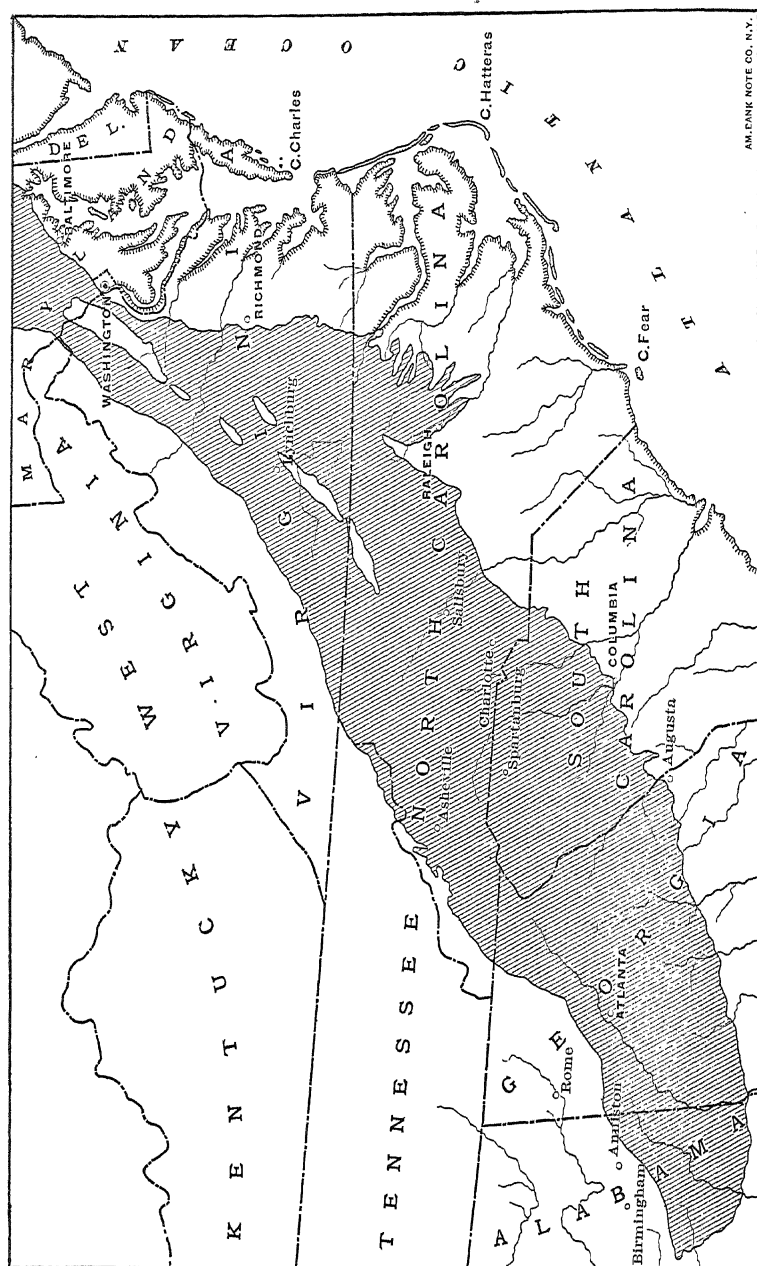 ATLANTIC
OCEAN
MARYLAND
DEL.
BALTIMORE
WASHINGTON
C. Charles
C. Hatteras
C. Fear
WEST
VIRGINIA
VIRGINIA
RICHMOND
Lynchburg
KENTUCKY
TENNESSEE
NORTH CAROLINA
RALEIGH
Salisbury
Charlotte
Asheville
SOUTH
CAROLINA
COLUMBIA
Spartanburg
GEORGIA
Augusta
ATLANTA
Rome
ALABAMA
Anniston
Birmingham
AM. BANK NOTE CO. N.Y.